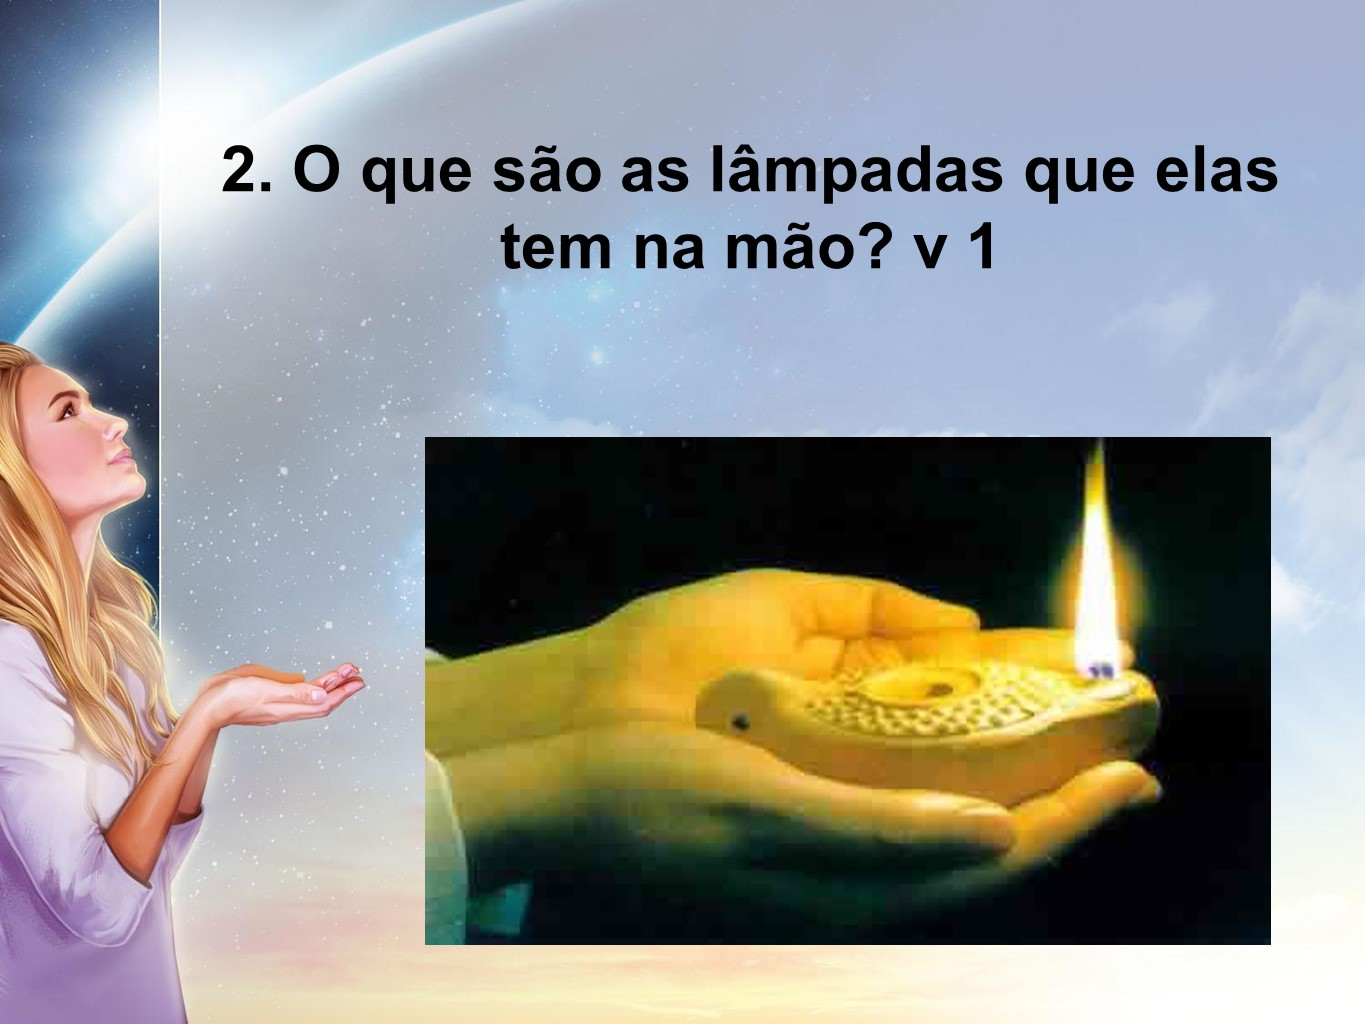 2. O que são as lâmpadas que elas
tem na mão? v 1